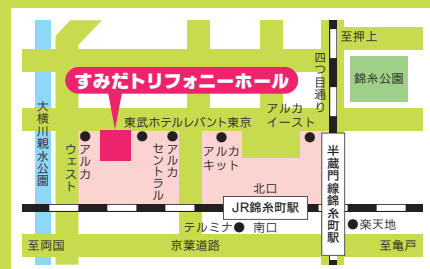 至押上
四つ目通り
錦糸公園
すみだトリフォニーホール
大横川親水公園
東武ホテルレバント東京
アルカ
イースト
アルカ
ウェスト
アルカ
セントラル
アルカ
キット
半蔵門線錦糸町駅
北口
JR錦糸町駅
テルミナ
南口
楽天地
至両国
京葉道路
至亀戸